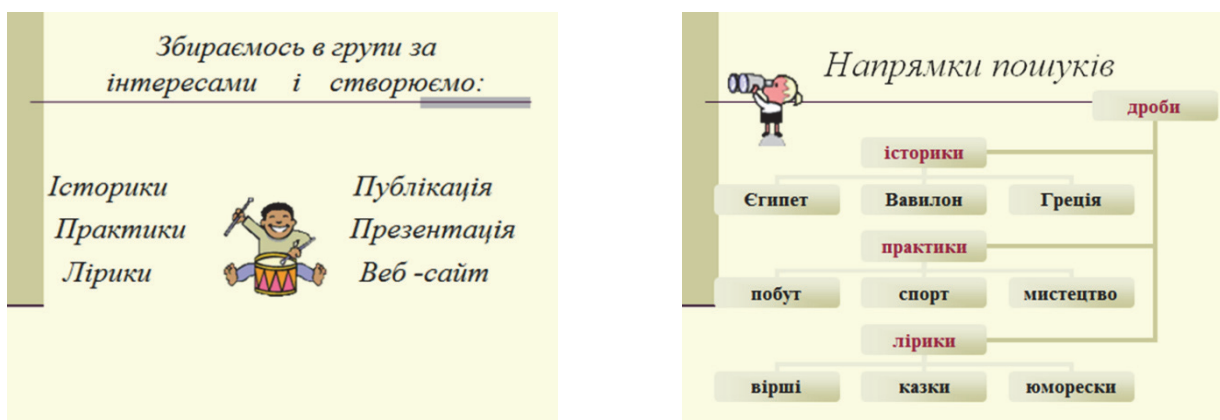 Збираємось в групи за
інтересами і створюємо:
Історики Публікація
Практики Презентація
Лірики Веб -сайт
Напрямки пошуків
дроби
історики
Єгипет Вавилон Греція
практики
побут спорт мистецтво
лірики
вірші казки юморески